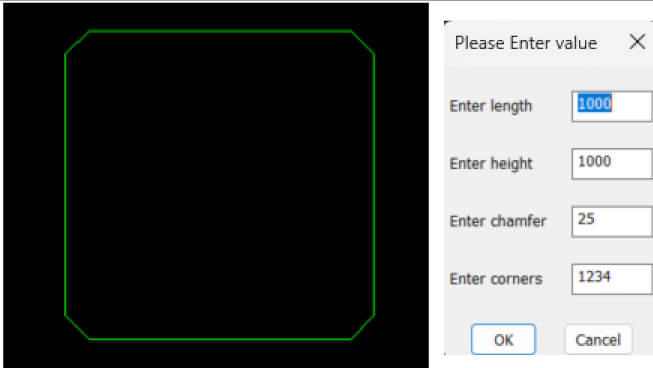 Please Enter value
Enter length 1000
Enter height 1000
Enter chamfer 25
Enter corners 1234
OK Cancel